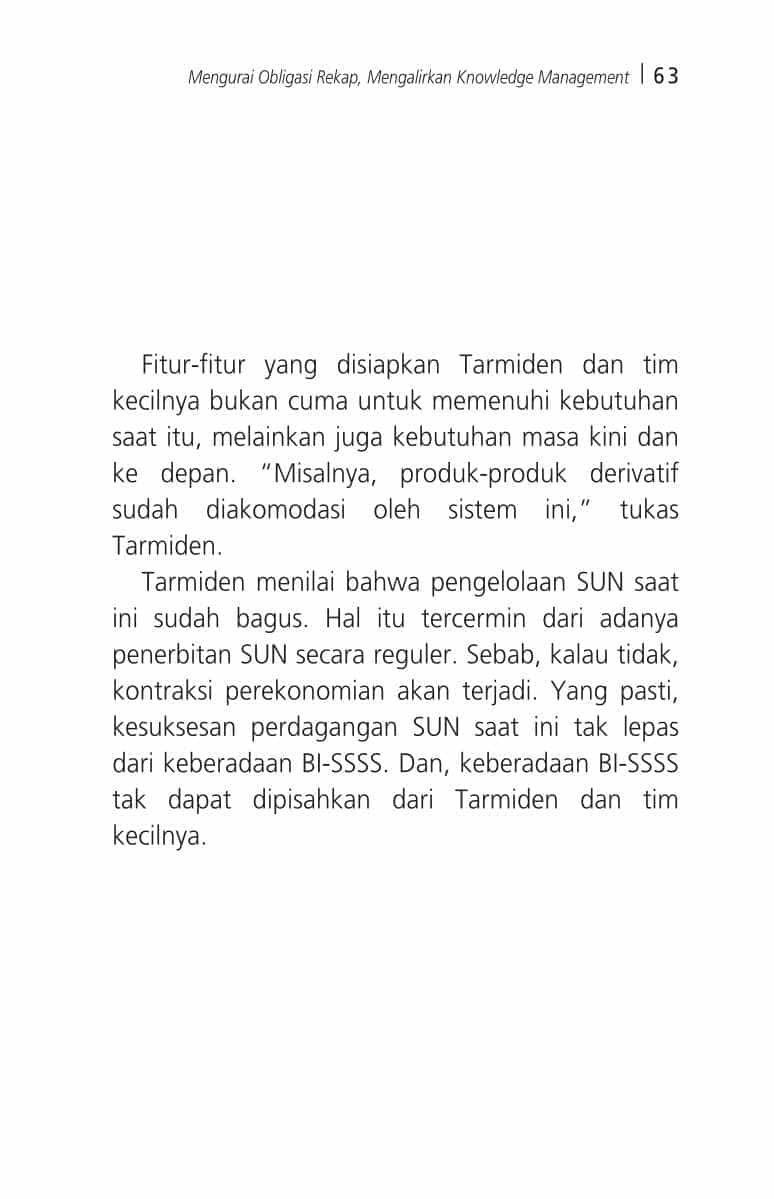 Mengurai Obligasi Rekap, Mengalirkan Knowledge Management | 63
Fitur-fitur yang disiapkan Tarmiden dan tim
kecilnya bukan cuma untuk memenuhi kebutuhan
saat itu, melainkan juga kebutuhan masa kini dan
ke depan. “Misalnya, produk-produk derivatif
sudah diakomodasi oleh sistem ini,” tukas
Tarmiden.
Tarmiden menilai bahwa pengelolaan SUN saat
ini sudah bagus. Hal itu tercermin dari adanya
penerbitan SUN secara reguler. Sebab, kalau tidak,
kontraksi perekonomian akan terjadi. Yang pasti,
kesuksesan perdagangan SUN saat ini tak lepas
dari keberadaan BI-SSSS. Dan, keberadaan BI-SSSS
tak dapat dipisahkan dari Tarmiden dan tim
kecilnya.